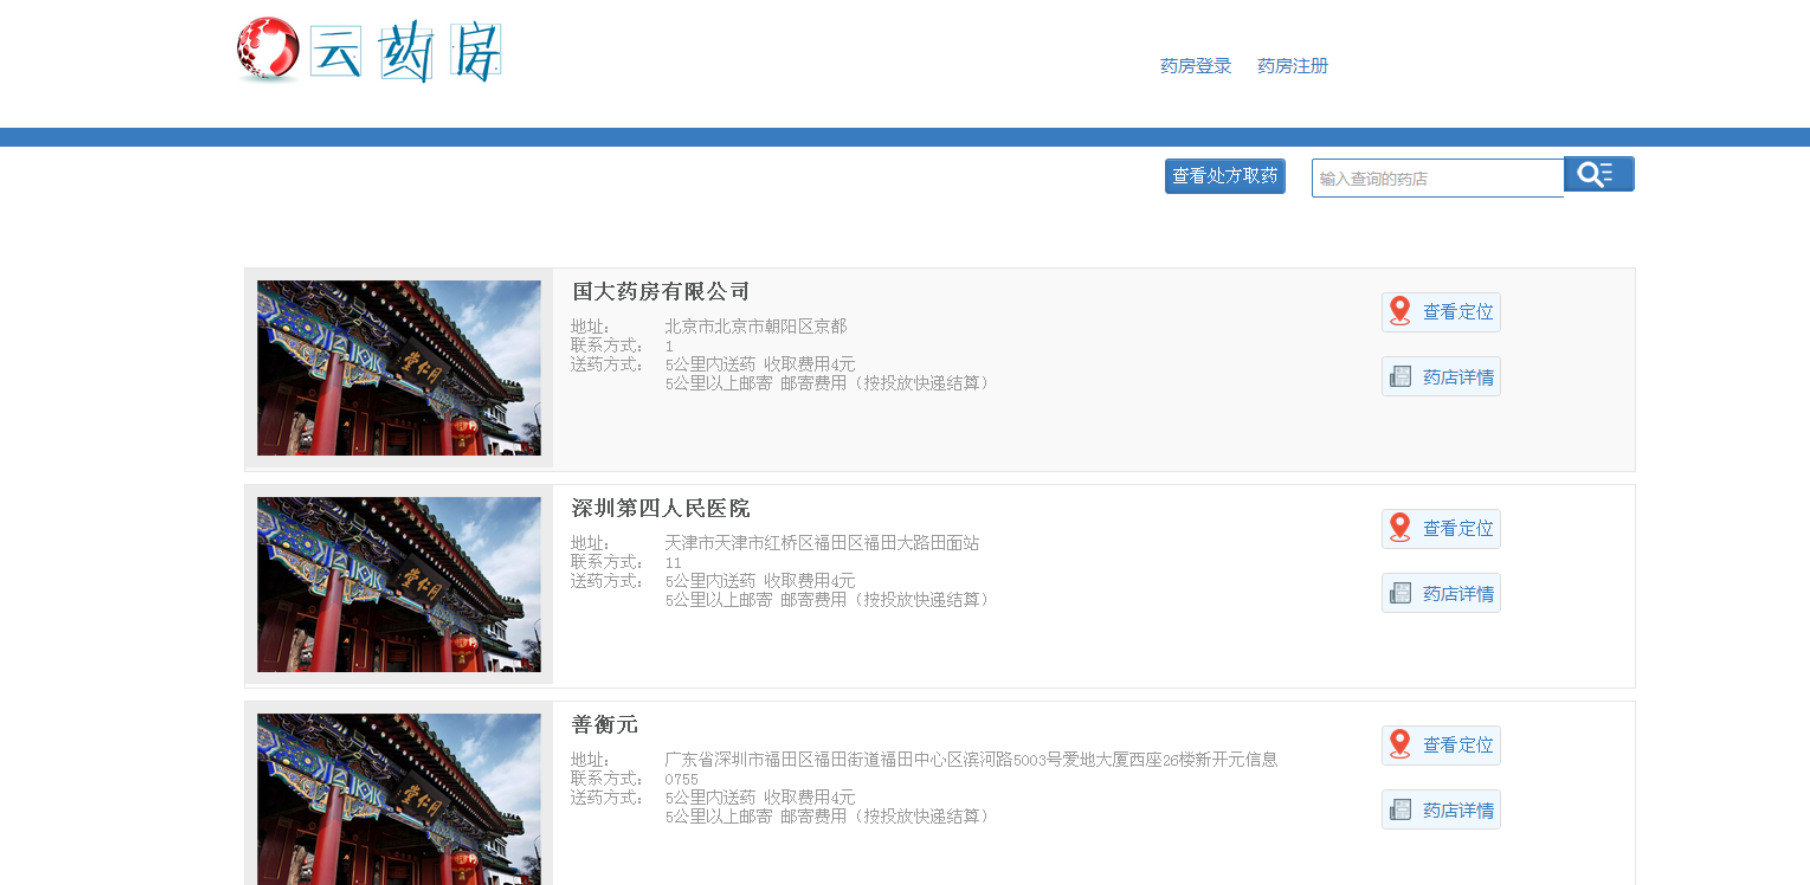 云药房
药房登录 药房注册
查看处方取药 输入查询的药店
国大药房有限公司
地址： 北京市北京市朝阳区京都
联系方式： 1
送药方式： 5公里内送药 收取费用4元
5公里以上邮寄 邮寄费用（按投放快递结算）
查看定位
药店详情
深圳第四人民医院
地址： 天津市天津市红桥区福田区福田大路田面站
联系方式： 11
送药方式： 5公里内送药 收取费用4元
5公里以上邮寄 邮寄费用（按投放快递结算）
查看定位
药店详情
善衡元
地址： 广东省深圳市福田区福田街道福田中心区滨河路5003号爱地大厦西座26楼新开元信息
联系方式： 0755
送药方式： 5公里内送药 收取费用4元
5公里以上邮寄 邮寄费用（按投放快递结算）
查看定位
药店详情